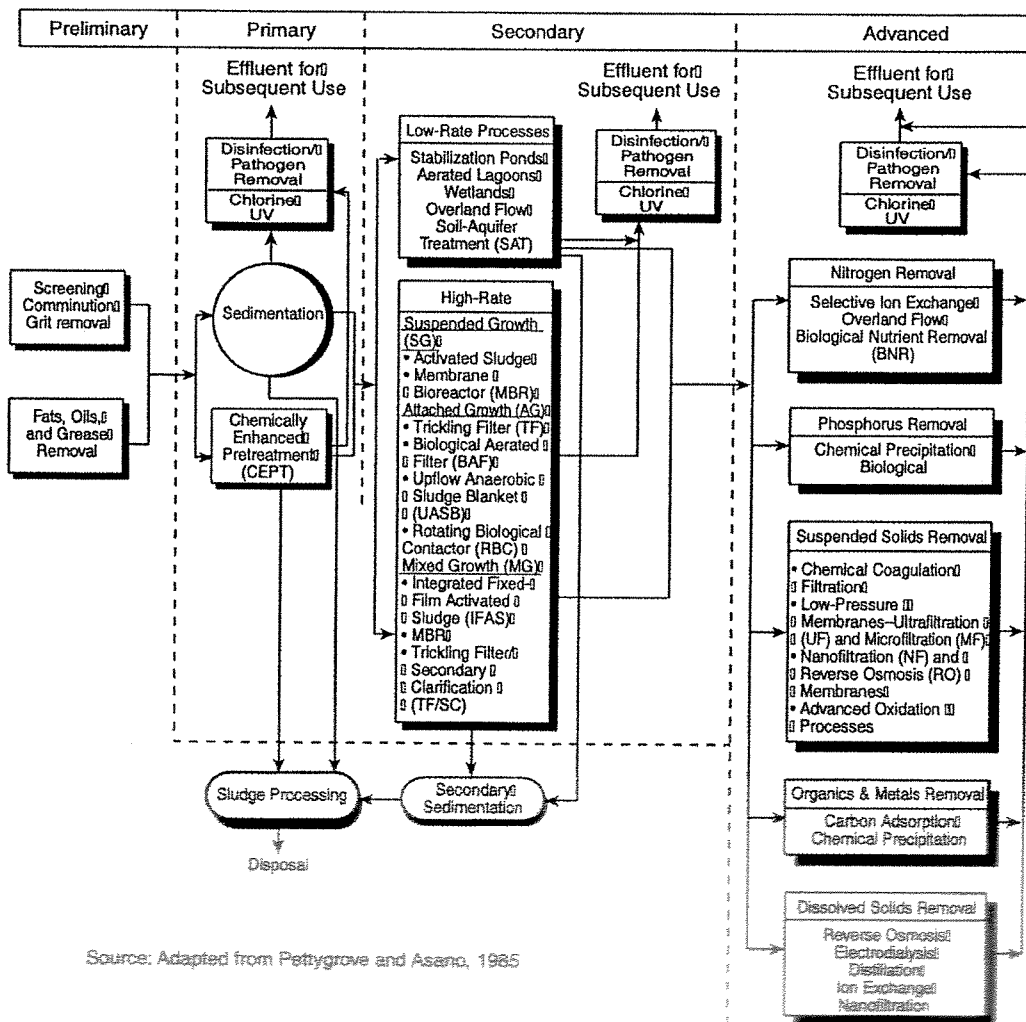 Preliminary
Primary
Secondary
Advanced
Effluent for
Subsequent Use
Disinfection/
Pathogen
Removal
Chlorine
UV
Screening
Comminution
Grit removal
Fats, Oils,
and Grease
Removal
Sedimentation
Chemically
Enhanced
Pretreatment
(CEPT)
Low-Rate Processes
Stabilization Ponds
Aerated Lagoons
Wetlands
Overland Flow
Soil-Aquifer
Treatment (SAT)
High-Rate
Suspended Growth
(SG)
• Activated Sludge
• Membrane
Bioreactor (MBR)
Attached Growth (AG)
• Trickling Filter (TF)
• Biological Aerated
Filter (BAF)
• Upflow Anaerobic
Sludge Blanket
(UASB)
• Rotating Biological
Contactor (RBC)
Mixed Growth (MG)
• Integrated Fixed-
Film Activated
Sludge (IFAS)
• MBR
• Trickling Filter/
Secondary
Clarification
(TF/SC)
Effluent for
Subsequent Use
Disinfection/
Pathogen
Removal
Chlorine
UV
Sludge Processing
Secondary
Sedimentation
Disposal
Effluent for
Subsequent Use
Disinfection/
Pathogen
Removal
Chlorine
UV
Nitrogen Removal
Selective Ion Exchange
Overland Flow
Biological Nutrient Removal
(BNR)
Phosphorus Removal
Chemical Precipitation
Biological
Suspended Solids Removal
• Chemical Coagulation
Filtration
• Low-Pressure
Membranes–Ultrafiltration
(UF) and Microfiltration (MF)
• Nanofiltration (NF) and
Reverse Osmosis (RO)
Membranes
• Advanced Oxidation
Processes
Organics & Metals Removal
Carbon Adsorption
Chemical Precipitation
Dissolved Solids Removal
Reverse Osmosis
Electrodialysis
Distillation
Ion Exchange
Nanofiltration
Source: Adapted from Pettygrove and Asano, 1985